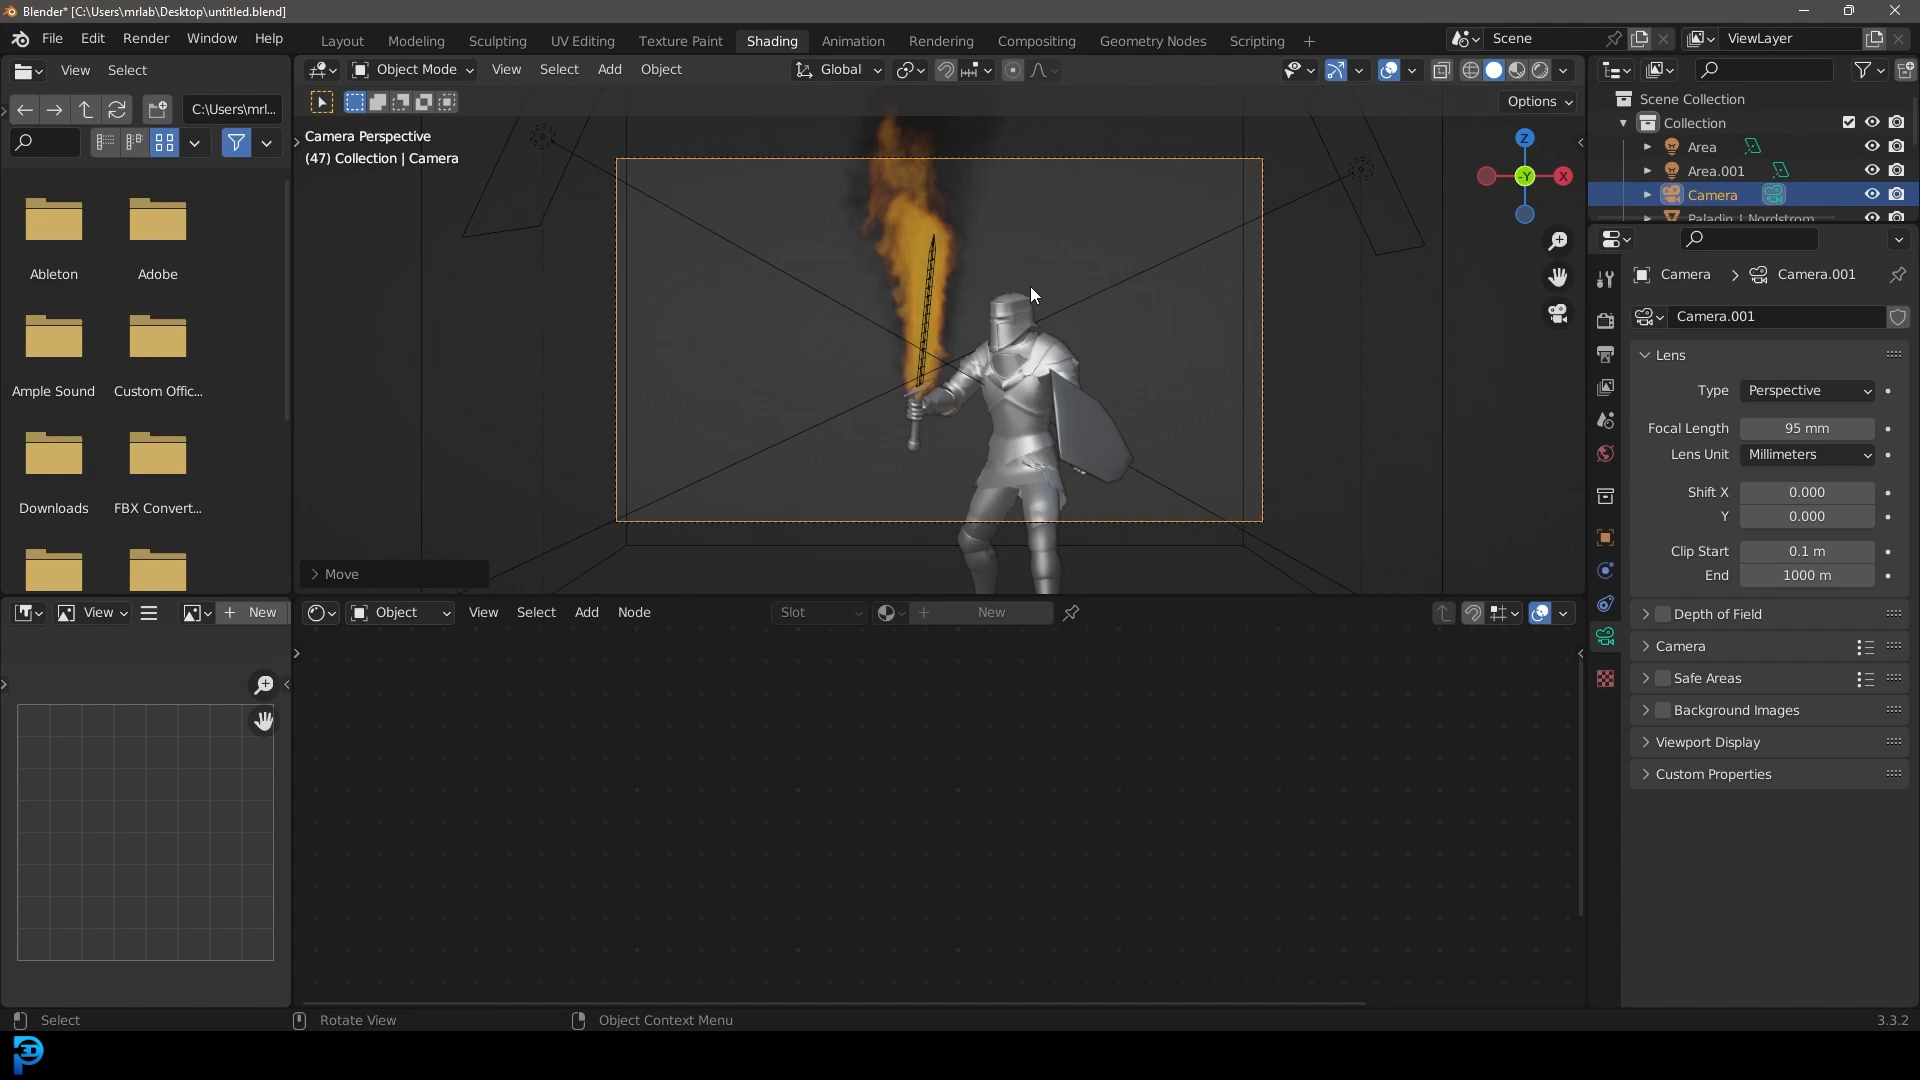 Blender* [C:\Users\mrlab\Desktop\untitled.blend]
File Edit Render Window Help
Layout Modeling Sculpting UV Editing Texture Paint Shading Animation Rendering Compositing Geometry Nodes Scripting +
Scene
ViewLayer
View Select
Object Mode View Select Add Object
Global
C:\Users\mrl...
Options
Camera Perspective
(47) Collection | Camera
Z
-Y
X
Scene Collection
Collection
Area
Area.001
Camera
Paladin J Nordstrom
Ableton
Adobe
Ample Sound
Custom Offic...
Downloads
FBX Convert...
Move
Camera > Camera.001
Camera.001
Lens
Type Perspective
Focal Length 95 mm
Lens Unit Millimeters
Shift X 0.000
Y 0.000
Clip Start 0.1 m
End 1000 m
Depth of Field
Camera
Safe Areas
Background Images
Viewport Display
Custom Properties
View
New
Object View Select Add Node
Slot
New
Select
Rotate View
Object Context Menu
3.3.2